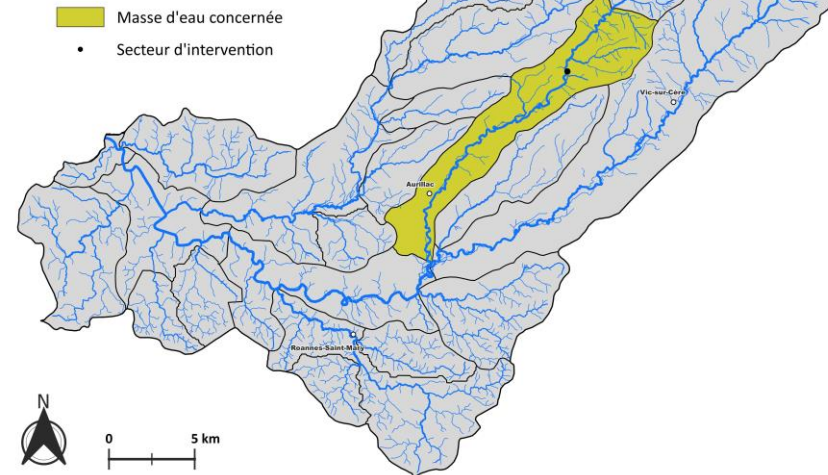 Masse d'eau concernée
Secteur d'intervention
Vic-sur-Cère
Aurillac
Roannes-Saint-Mary
N
0 5 km